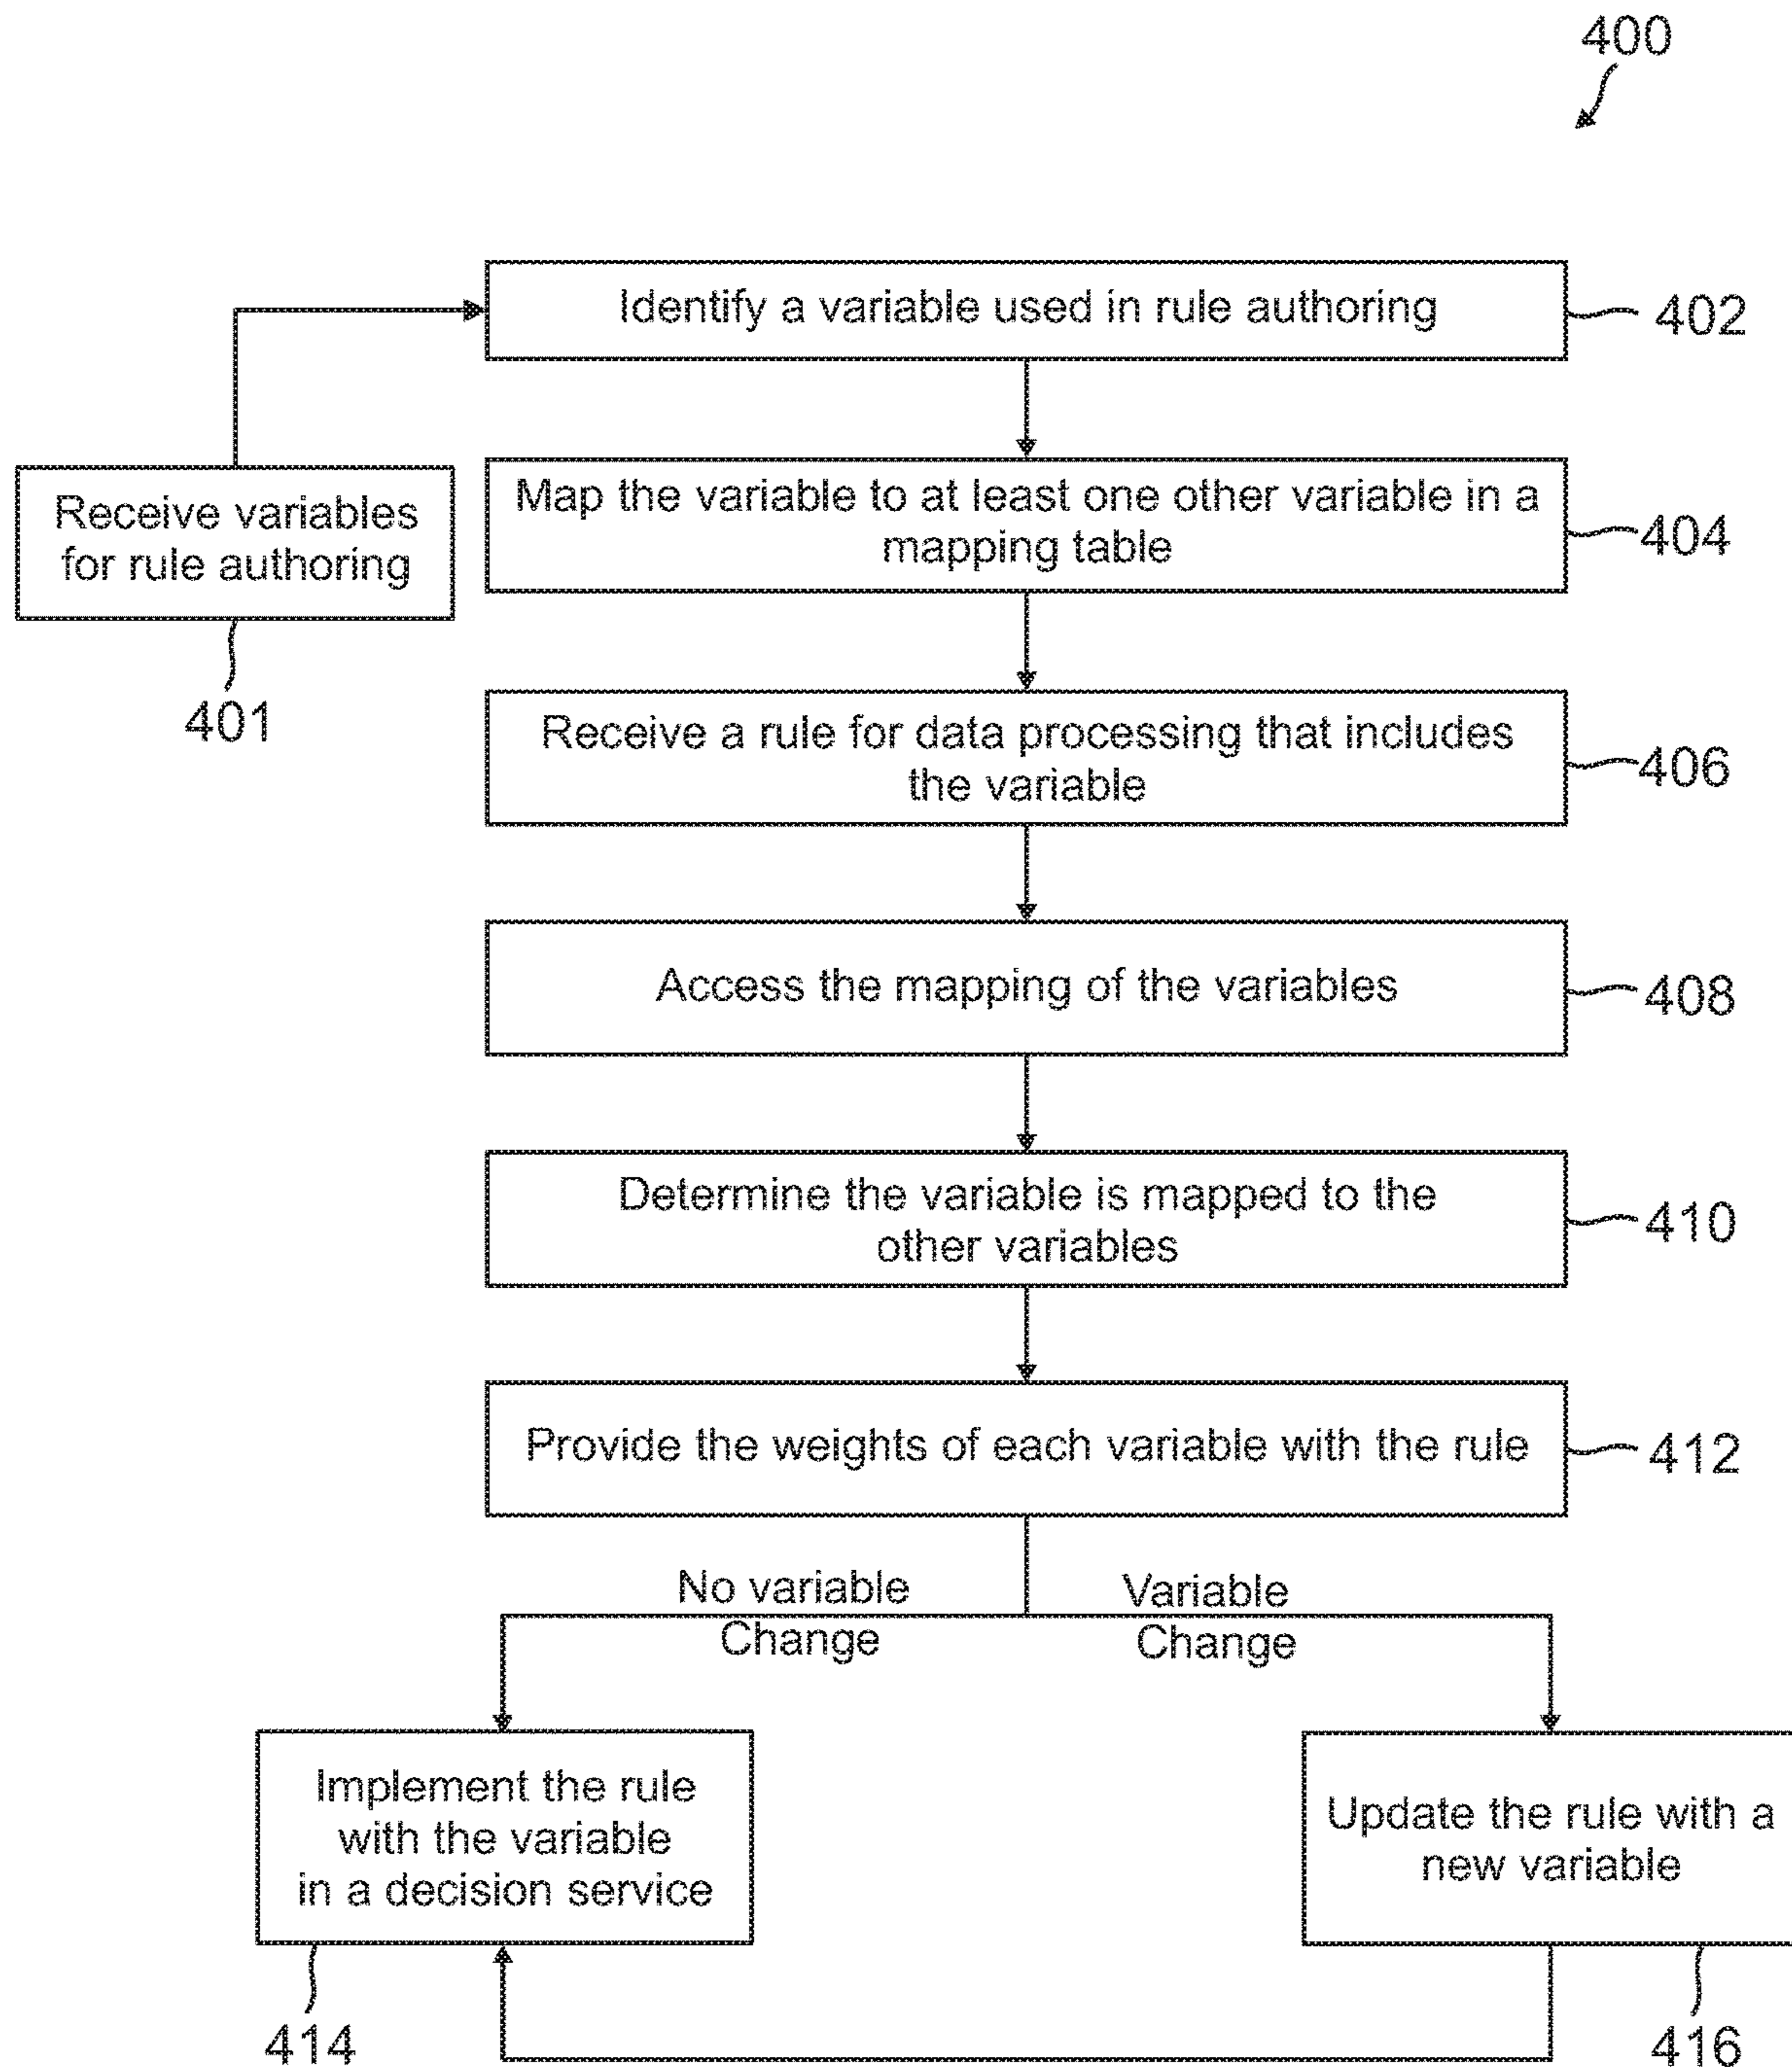 400
Identify a variable used in rule authoring
402
Receive variables
for rule authoring
401
Map the variable to at least one other variable in a
mapping table
404
Receive a rule for data processing that includes
the variable
406
Access the mapping of the variables
408
Determine the variable is mapped to the
other variables
410
Provide the weights of each variable with the rule
412
No variable
Change
Variable
Change
Implement the rule
with the variable
in a decision service
414
Update the rule with a
new variable
416